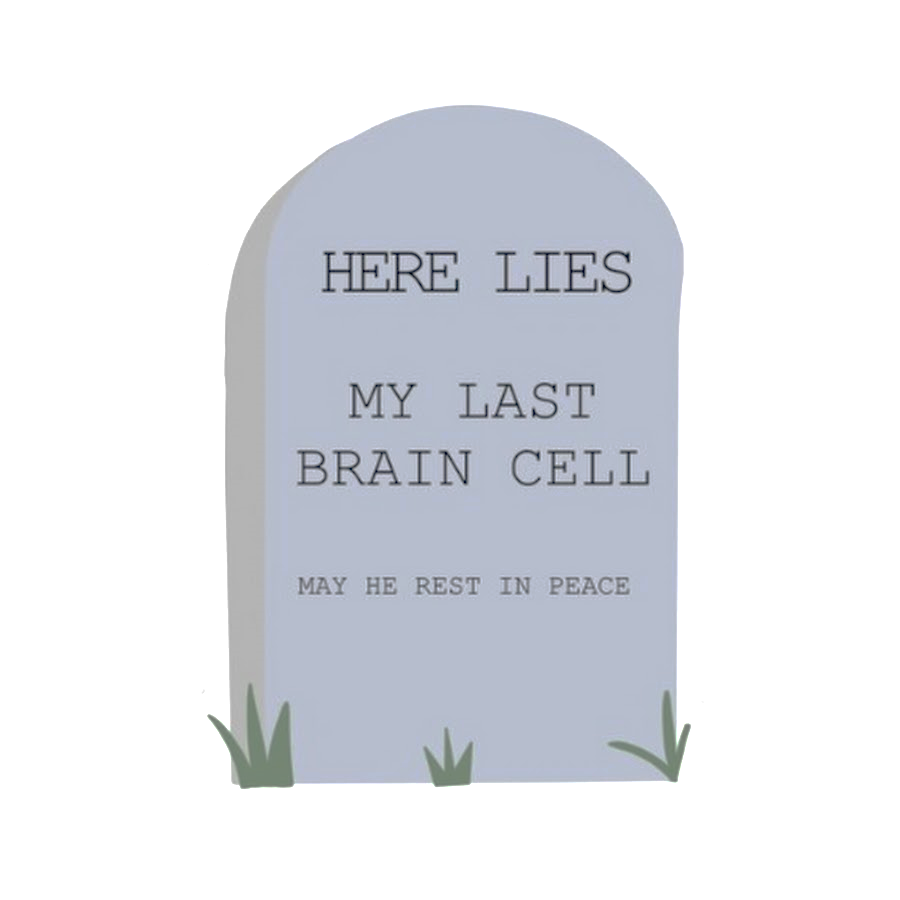 HERE LIES
MY LAST
BRAIN CELL
MAY HE REST IN PEACE